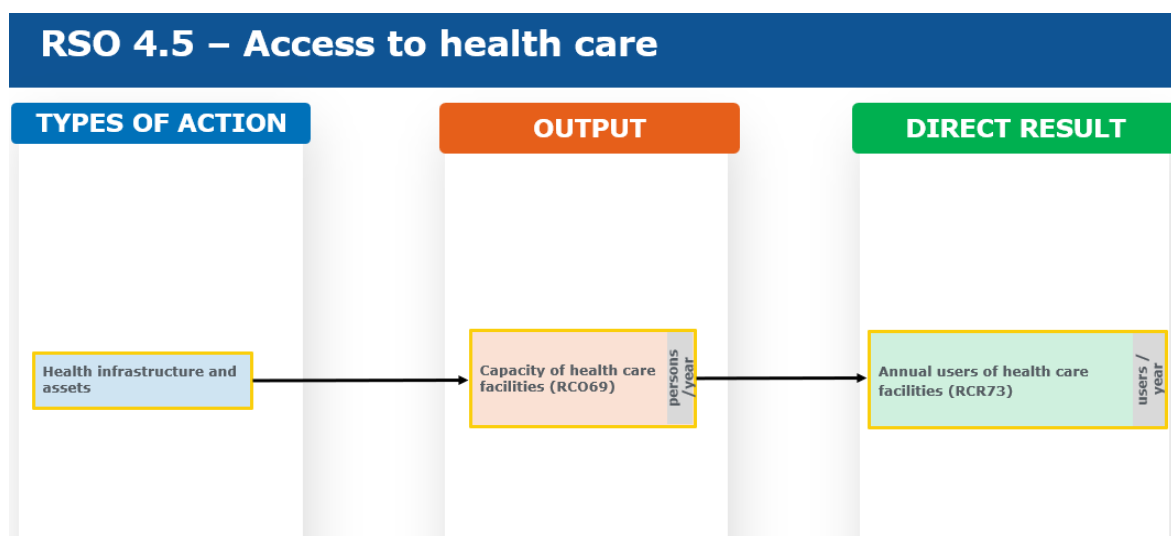 RSO 4.5 – Access to health care
TYPES OF ACTION
OUTPUT
DIRECT RESULT
Health infrastructure and
assets
Capacity of health care
facilities (RCO69)
persons
/year
Annual users of health care
facilities (RCR73)
users /
year